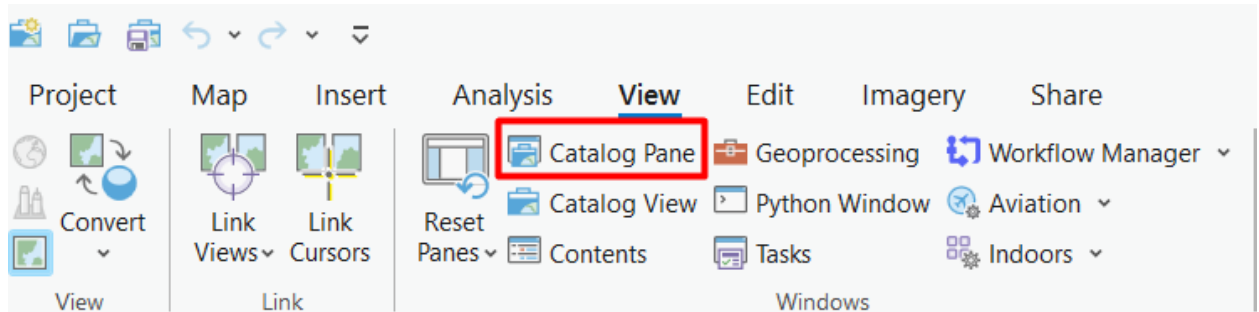 Project Map Insert Analysis View Edit Imagery Share
Catalog Pane Geoprocessing Workflow Manager
Convert Link Link Reset Catalog View Python Window Aviation
Views Cursors Panes Contents Tasks Indoors
View Link Windows